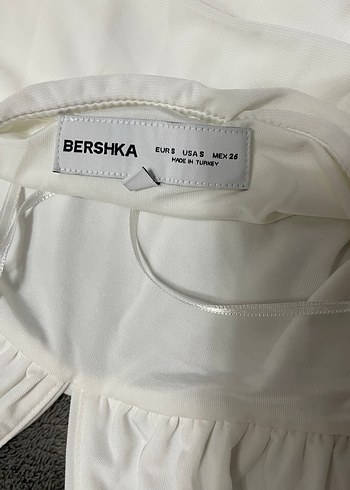 BERSHKA
EUR S USA S MEX 26
MADE IN TURKEY